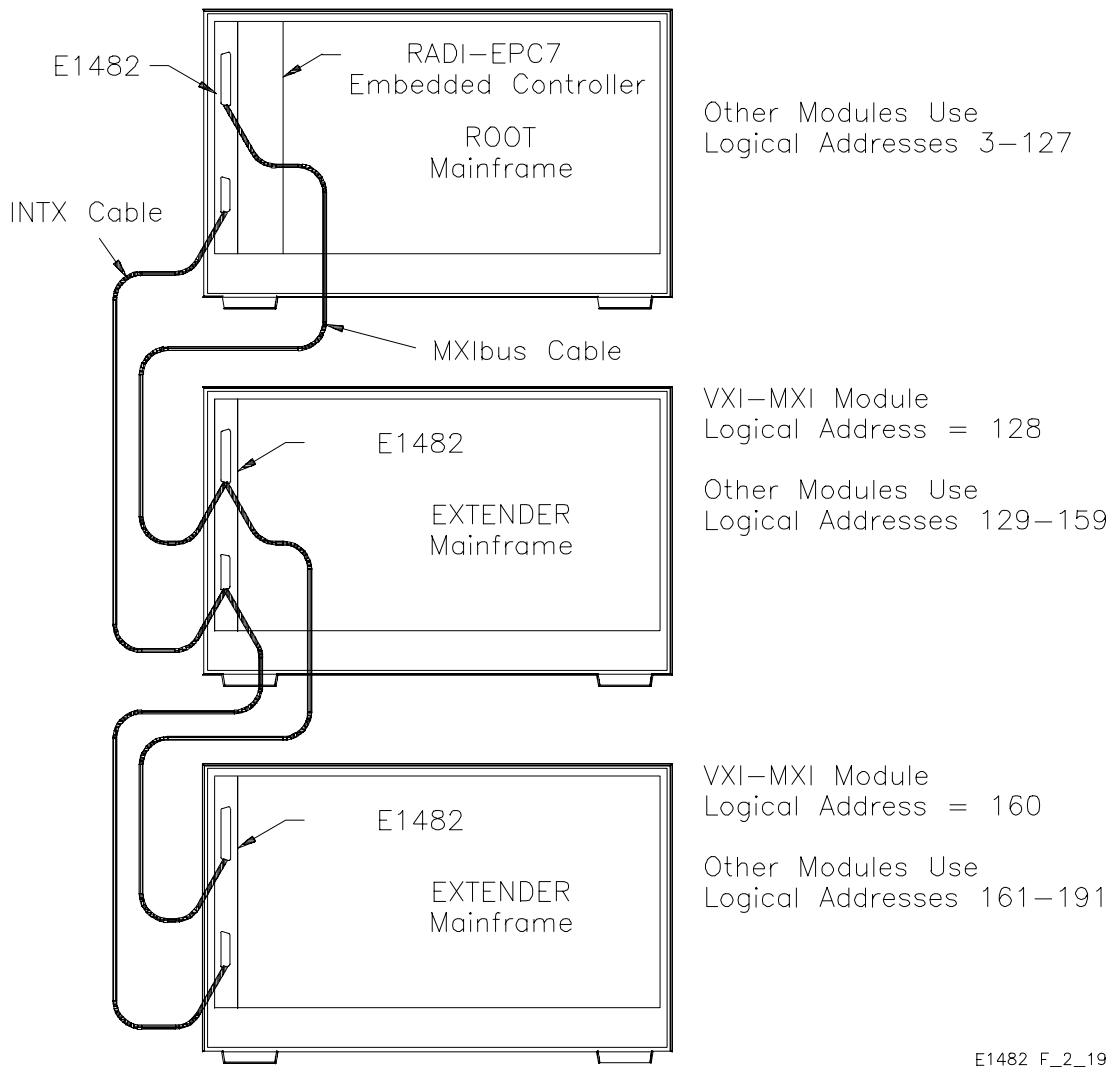 E1482
RADI-EPC7
Embedded Controller
ROOT
Mainframe
Other Modules Use
Logical Addresses 3-127
INTX Cable
MXIbus Cable
VXI-MXI Module
Logical Address = 128
E1482
Other Modules Use
Logical Addresses 129-159
EXTENDER
Mainframe
VXI-MXI Module
Logical Address = 160
E1482
Other Modules Use
Logical Addresses 161-191
EXTENDER
Mainframe
E1482 F_2_19